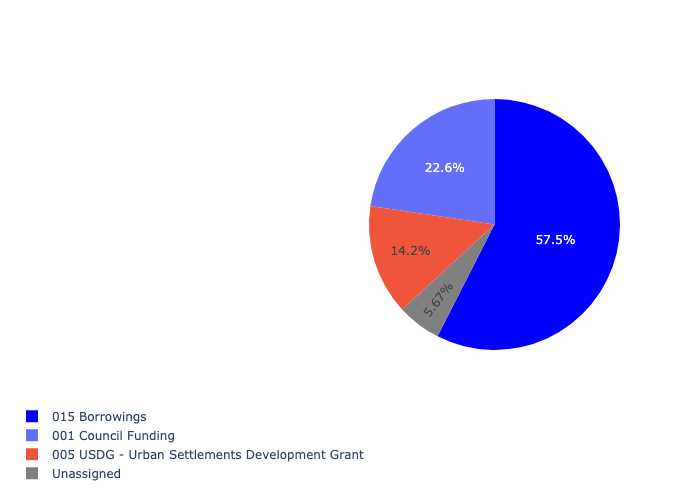 22.6%
57.5%
14.2%
5.67%
015 Borrowings
001 Council Funding
005 USDG - Urban Settlements Development Grant
Unassigned